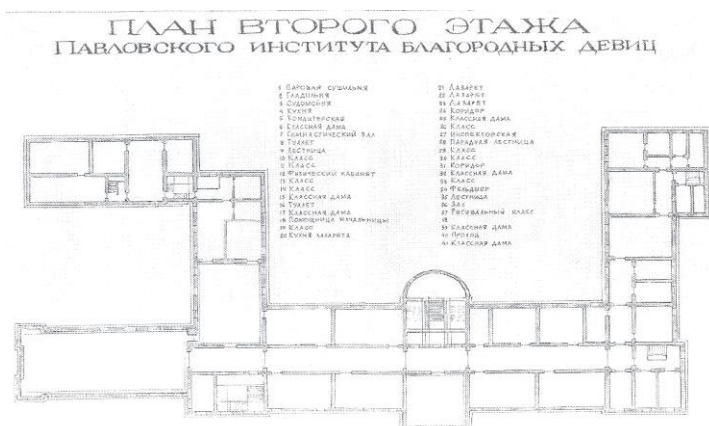 ПЛАН ВТОРОГО ЭТАЖА
ПАВЛОВСКОГО ИНСТИТУТА БЛАГОРОДНЫХ ДЕВИЦ
1 ПАРОВАЯ СУШИЛЬНЯ
2 ГЛАДИЛЬНЯ
3 СУДОМОЙНЯ
4 КУХНЯ
5 КОНДИТЕРСКАЯ
6 КЛАССНАЯ ДАМА
7 ГИМНАСТИЧЕСКИЙ ЗАЛ
8 ТУАЛЕТ
9 ЛЕСТНИЦА
10 КЛАСС
11 КЛАСС
12 ФИЗИЧЕСКИЙ КАБИНЕТ
13 КЛАСС
14 КЛАСС
15 КЛАССНАЯ ДАМА
16 ТУАЛЕТ
17 КЛАССНАЯ ДАМА
18 ПОМОЩНИЦА НАЧАЛЬНИЦЫ
19 КЛАСС
20 КУХНЯ ЛАЗАРЕТА
21 ЛАЗАРЕТ
22 ЛАЗАРЕТ
23 ЛАЗАРЕТ
24 КОРИДОР
25 КЛАССНАЯ ДАМА
26 КЛАСС
27 ИНСПЕКТОРСКАЯ
28 ПАРАДНАЯ ЛЕСТНИЦА
29 КЛАСС
30 КЛАСС
31 КОРИДОР
32 КЛАССНАЯ ДАМА
33 КЛАСС
34 ФЕЛЬДШЕР
35 ЛЕСТНИЦА
36 ЗАЛ
37 РИСОВАЛЬНЫЙ КЛАСС
38
39 КЛАССНАЯ ДАМА
40 ПРОХОД
41 КЛАССНАЯ ДАМА